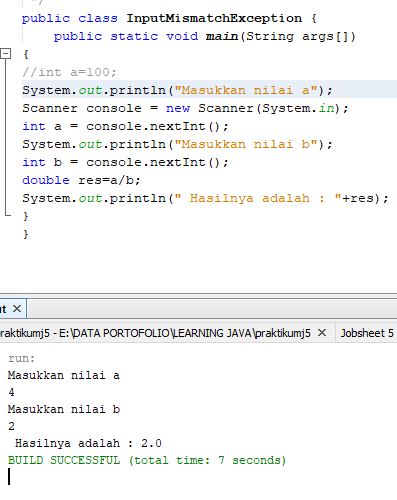 */
public class InputMismatchException {
public static void main(String args[])
{
//int a=100;
System.out.println("Masukkan nilai a");
Scanner console = new Scanner(System.in);
int a = console.nextInt();
System.out.println("Masukkan nilai b");
int b = console.nextInt();
double res=a/b;
System.out.println(" Hasilnya adalah : "+res);
}
}
ut ×
raktikumj5 - E:\DATA PORTOFOLIO\LEARNING JAVA\praktikumj5 × Jobsheet 5
run:
Masukkan nilai a
4
Masukkan nilai b
2
Hasilnya adalah : 2.0
BUILD SUCCESSFUL (total time: 7 seconds)